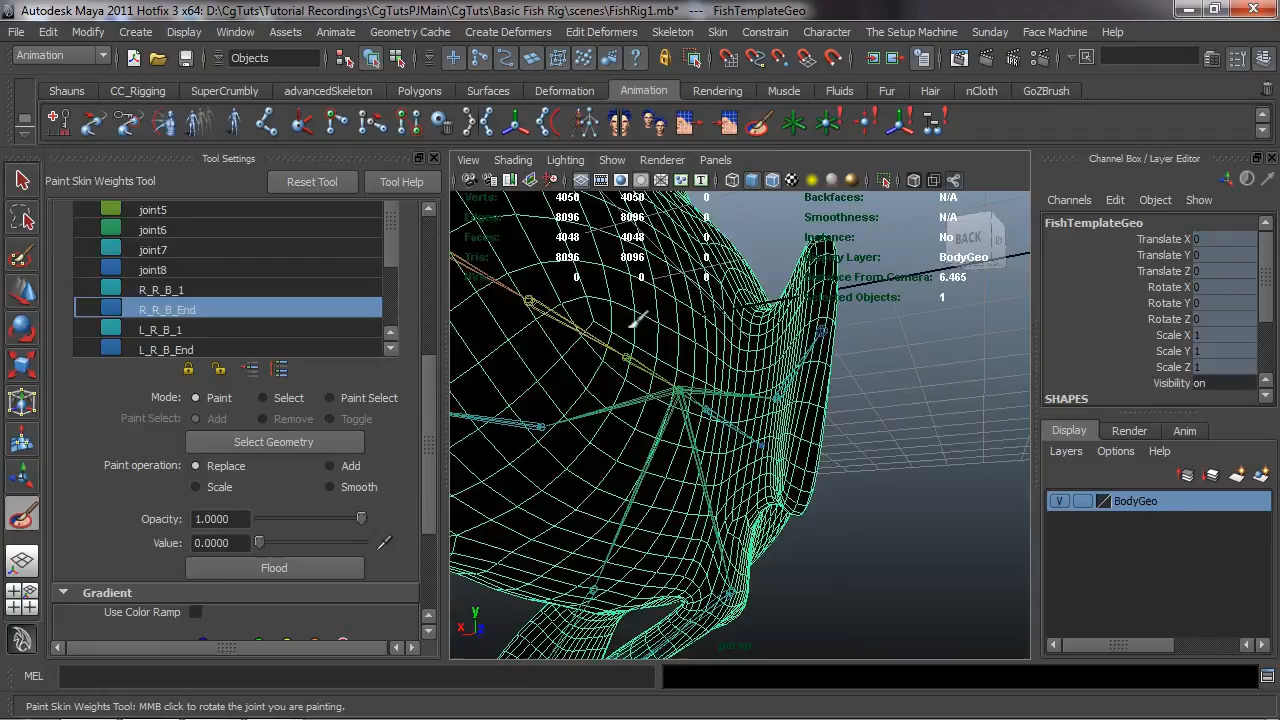 Autodesk Maya 2011 Hotfix 3 x64: D:\CgTuts\Tutorial Recordings\CgTutsPJMain\CgTuts\Basic Fish Rig\scenes\FishRig1.mb* --- FishTemplateGeo
File Edit Modify Create Display Window Assets Animate Geometry Cache Create Deformers Edit Deformers Skeleton Skin Constrain Character The Setup Machine Sunday Face Machine Help
Animation Objects
Shauns CC_Rigging SuperCrumbly advancedSkeleton Polygons Surfaces Deformation Animation Rendering Muscle Fluids Fur Hair nCloth GoZBrush
Tool Settings
Paint Skin Weights Tool Reset Tool Tool Help
joint5
joint6
joint7
joint8
R_R_B_1
R_R_B_End
L_R_B_1
L_R_B_End
Mode: Paint Select Paint Select
Paint Select: Add Remove Toggle
Select Geometry
Paint operation: Replace Add
Scale Smooth
Opacity: 1.0000
Value: 0.0000
Flood
Gradient
Use Color Ramp
View Shading Lighting Show Renderer Panels
Verts: 4050 4050 0
Edges: 8096 8096 0
Faces: 4048 4048 0
Tris: 8096 8096 0
0 0 0
Backfaces: N/A
Smoothness: N/A
Instance: No
Layer: BodyGeo
From Camera: 6.465
Objects: 1
BACK
persp
y
x
Channel Box / Layer Editor
Channels Edit Object Show
FishTemplateGeo
Translate X 0
Translate Y 0
Translate Z 0
Rotate X 0
Rotate Y 0
Rotate Z 0
Scale X 1
Scale Y 1
Scale Z 1
Visibility on
SHAPES
Display Render Anim
Layers Options Help
V BodyGeo
MEL
Paint Skin Weights Tool: MMB click to rotate the joint you are painting.